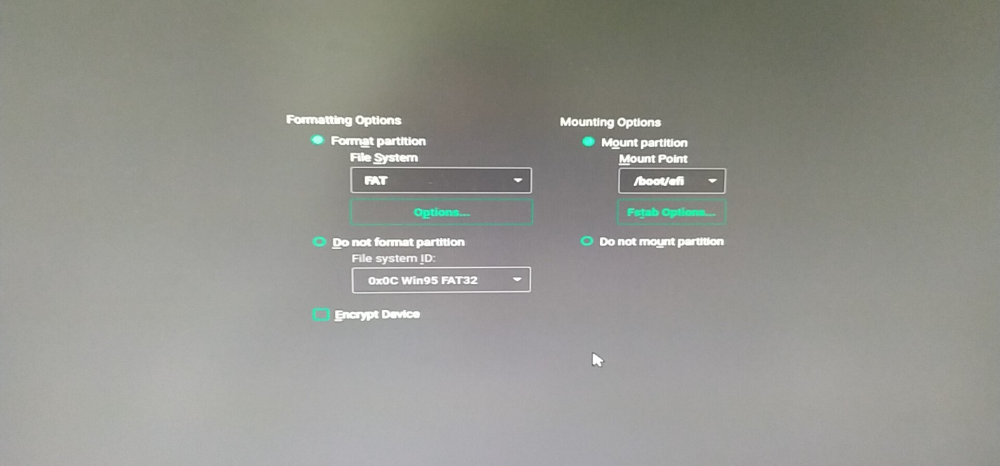 Formatting Options
Format partition
File System
FAT
Options...
Do not format partition
File system ID:
0x0C Win95 FAT32
Encrypt Device
Mounting Options
Mount partition
Mount Point
/boot/efi
Fstab Options...
Do not mount partition